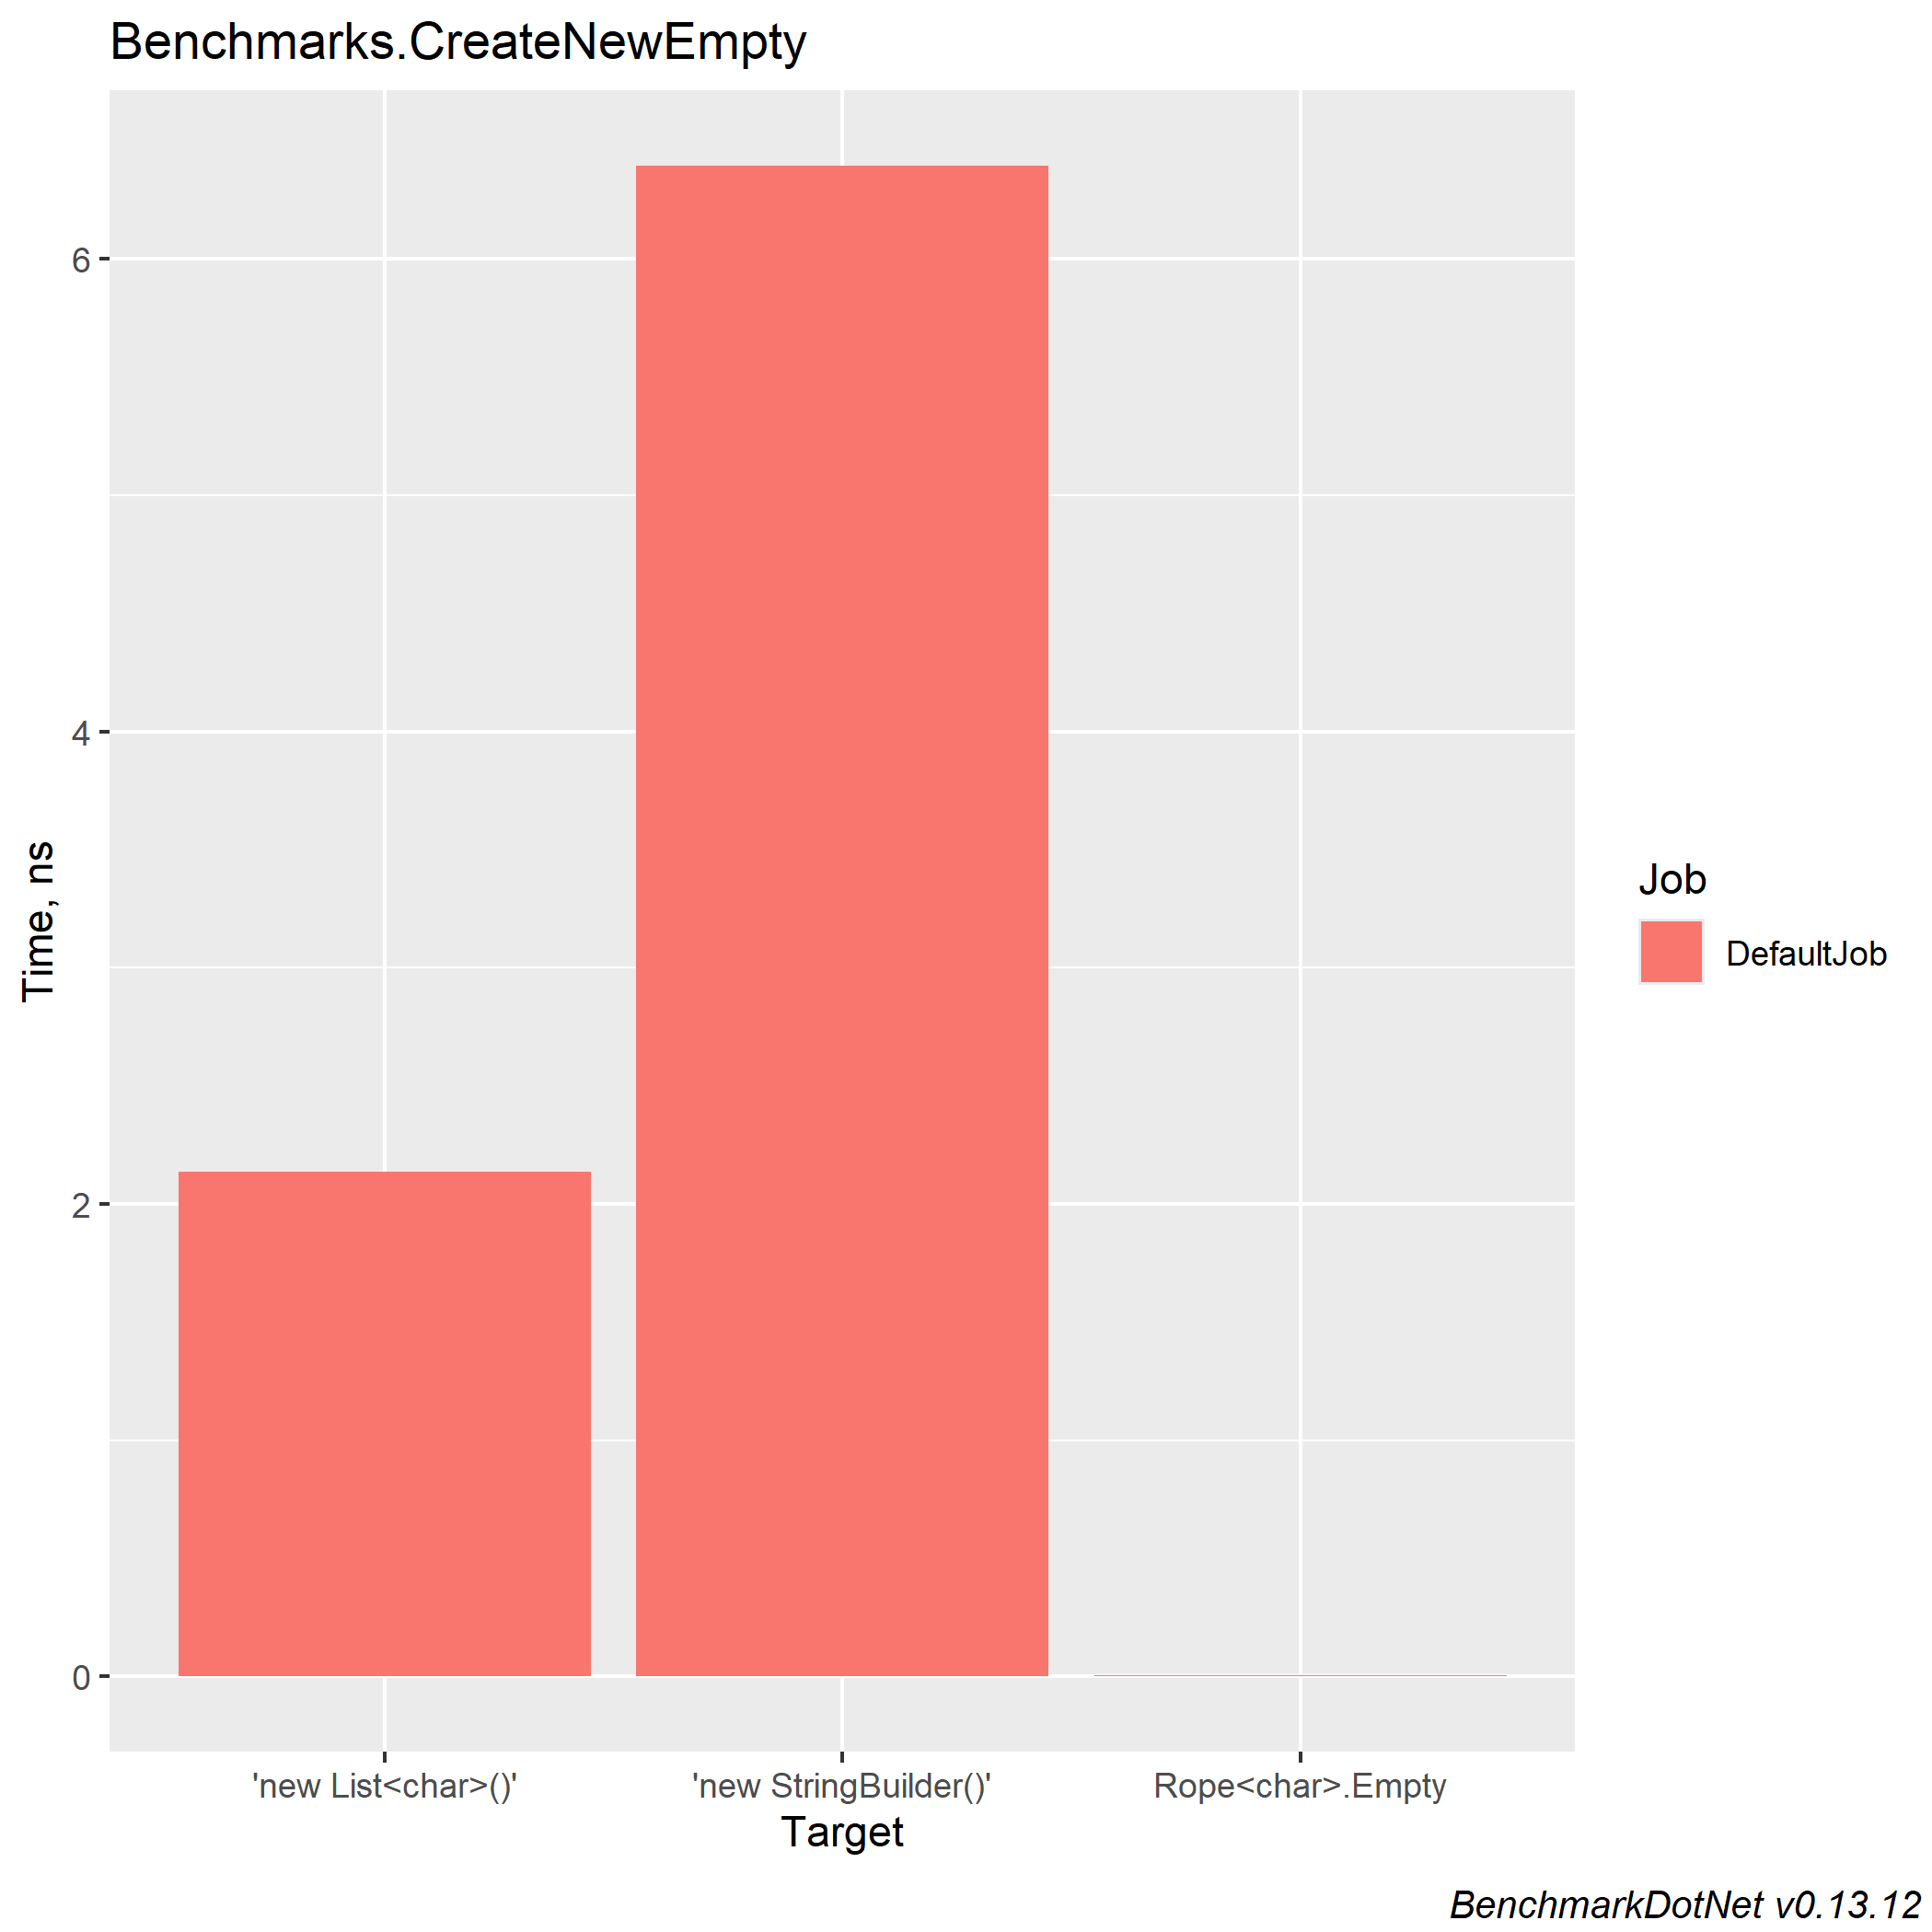 Benchmarks.CreateNewEmpty
Time, ns
6
4
2
0
'new List<char>()'
'new StringBuilder()'
Rope<char>.Empty
Target
Job
DefaultJob
BenchmarkDotNet v0.13.12